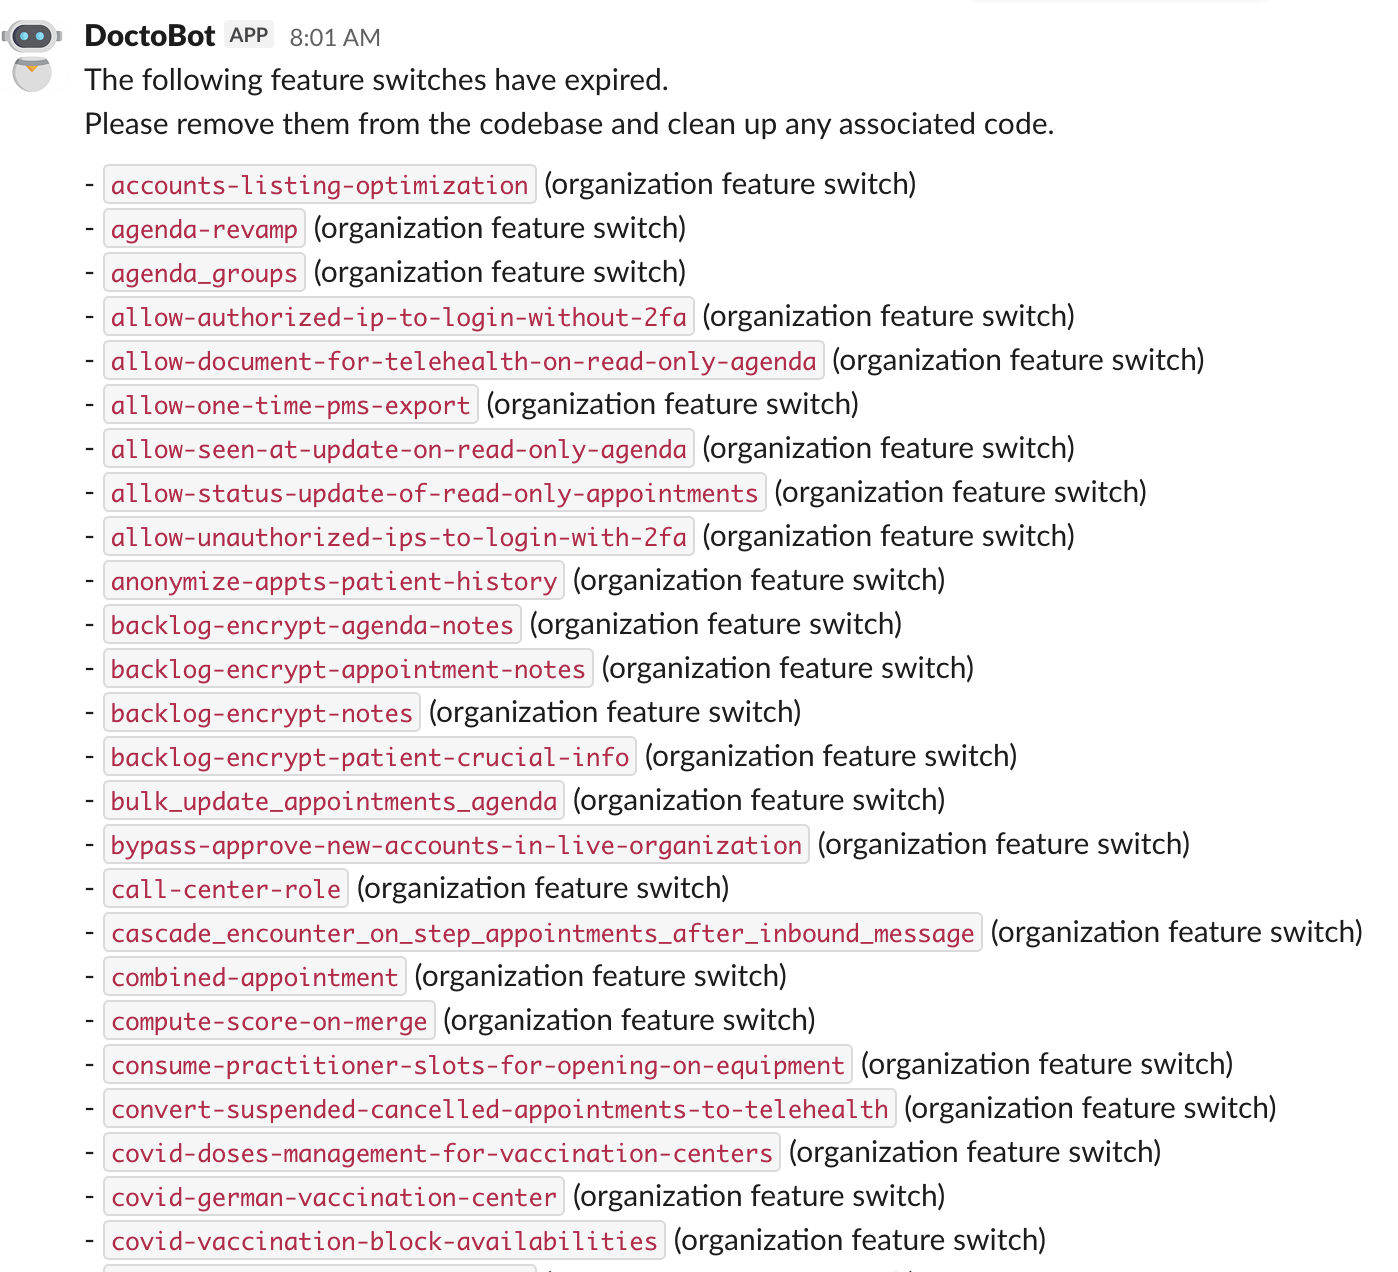 DoctoBot APP 8:01 AM
The following feature switches have expired.
Please remove them from the codebase and clean up any associated code.
- accounts-listing-optimization (organization feature switch)
- agenda-revamp (organization feature switch)
- agenda_groups (organization feature switch)
- allow-authorized-ip-to-login-without-2fa (organization feature switch)
- allow-document-for-telehealth-on-read-only-agenda (organization feature switch)
- allow-one-time-pms-export (organization feature switch)
- allow-seen-at-update-on-read-only-agenda (organization feature switch)
- allow-status-update-of-read-only-appointments (organization feature switch)
- allow-unauthorized-ips-to-login-with-2fa (organization feature switch)
- anonymize-appts-patient-history (organization feature switch)
- backlog-encrypt-agenda-notes (organization feature switch)
- backlog-encrypt-appointment-notes (organization feature switch)
- backlog-encrypt-notes (organization feature switch)
- backlog-encrypt-patient-crucial-info (organization feature switch)
- bulk_update_appointments_agenda (organization feature switch)
- bypass-approve-new-accounts-in-live-organization (organization feature switch)
- call-center-role (organization feature switch)
- cascade_encounter_on_step_appointments_after_inbound_message (organization feature switch)
- combined-appointment (organization feature switch)
- compute-score-on-merge (organization feature switch)
- consume-practitioner-slots-for-opening-on-equipment (organization feature switch)
- convert-suspended-cancelled-appointments-to-telehealth (organization feature switch)
- covid-doses-management-for-vaccination-centers (organization feature switch)
- covid-german-vaccination-center (organization feature switch)
- covid-vaccination-block-availabilities (organization feature switch)